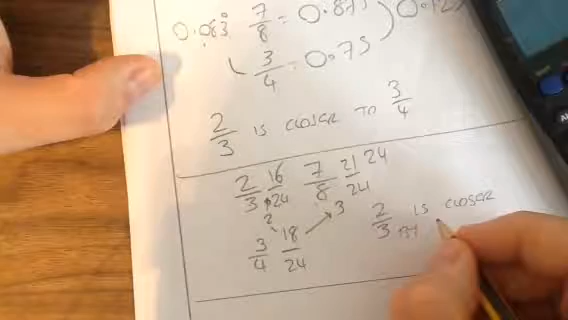 7/8 = 0.875
0.083
3/4 = 0.75
2/3 IS CLOSER TO 3/4
2/3 16/24 7/8 21/24 24
2 3
3/4 18/24
2/3 IS CLOSER